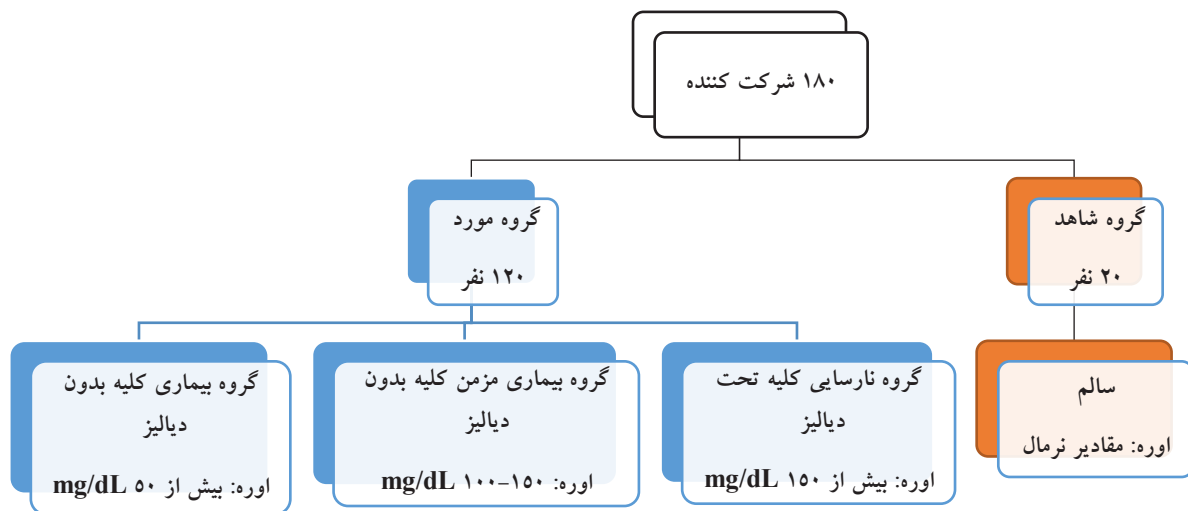 ۱۸۰ شرکت کننده
گروه شاهد
۲۰ نفر
گروه مورد
۱۲۰ نفر
سالم
اوره: مقادیر نرمال
گروه نارسایی کلیه تحت
دیالیز
اوره: بیش از ۱۵۰ mg/dL
گروه بیماری مزمن کلیه بدون
دیالیز
اوره: ۱۵۰-۱۰۰ mg/dL
گروه بیماری کلیه بدون
دیالیز
اوره: بیش از ۵۰ mg/dL